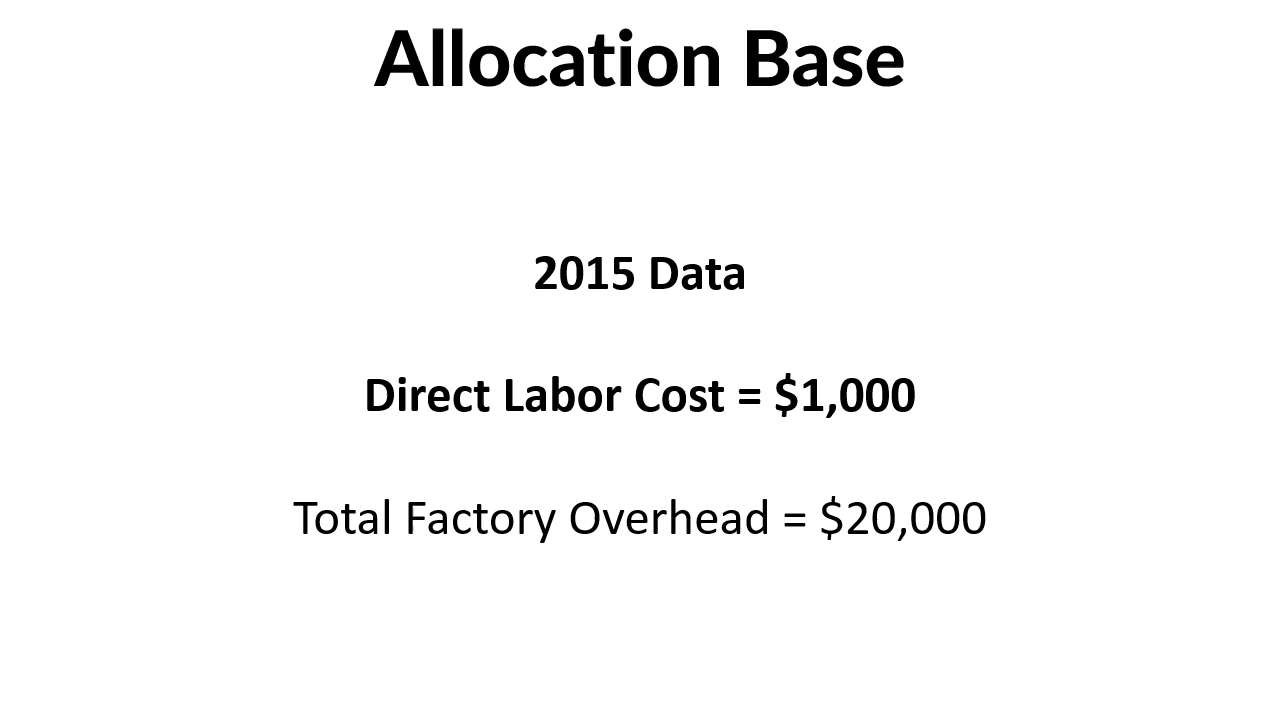 Allocation Base
2015 Data
Direct Labor Cost = $1,000
Total Factory Overhead = $20,000